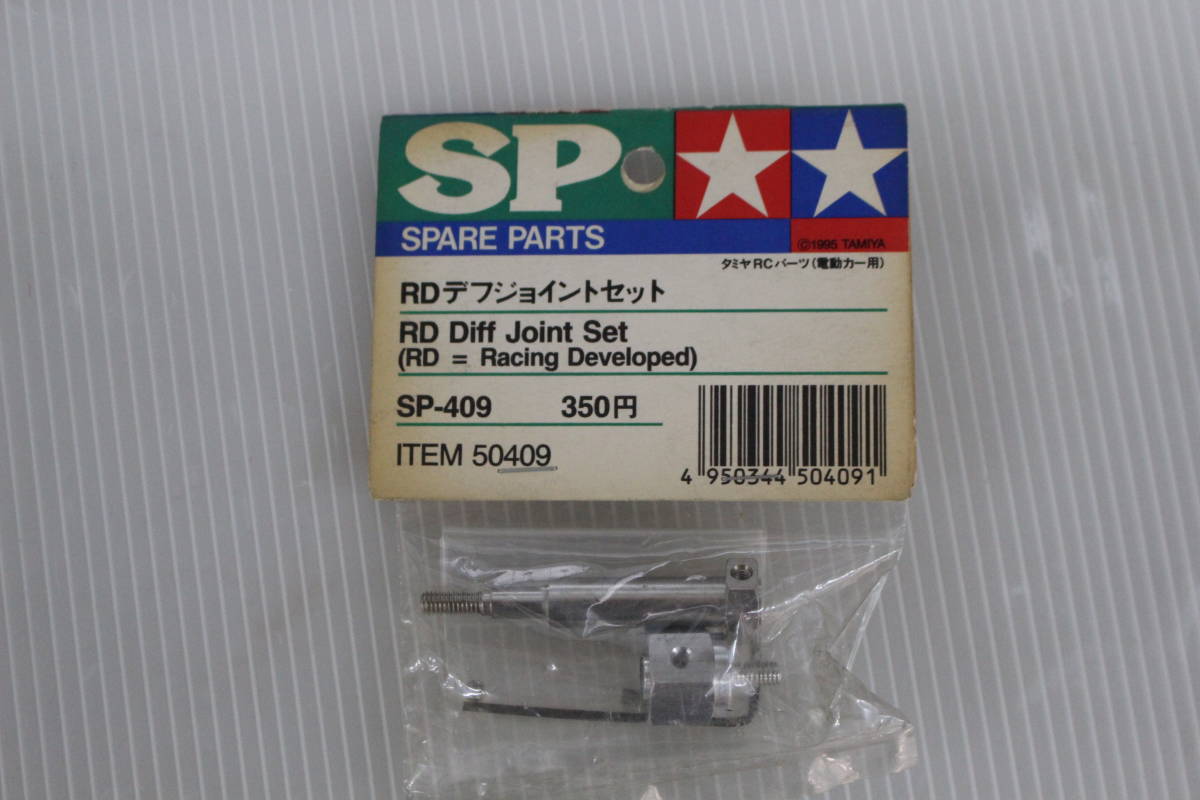 SP
SPARE PARTS
©1995 TAMIYA
タミヤRCパーツ(電動カー用)
RDデフジョイントセット
RD Diff Joint Set
(RD = Racing Developed)
SP-409 350円
ITEM 50409
4 950344 504091